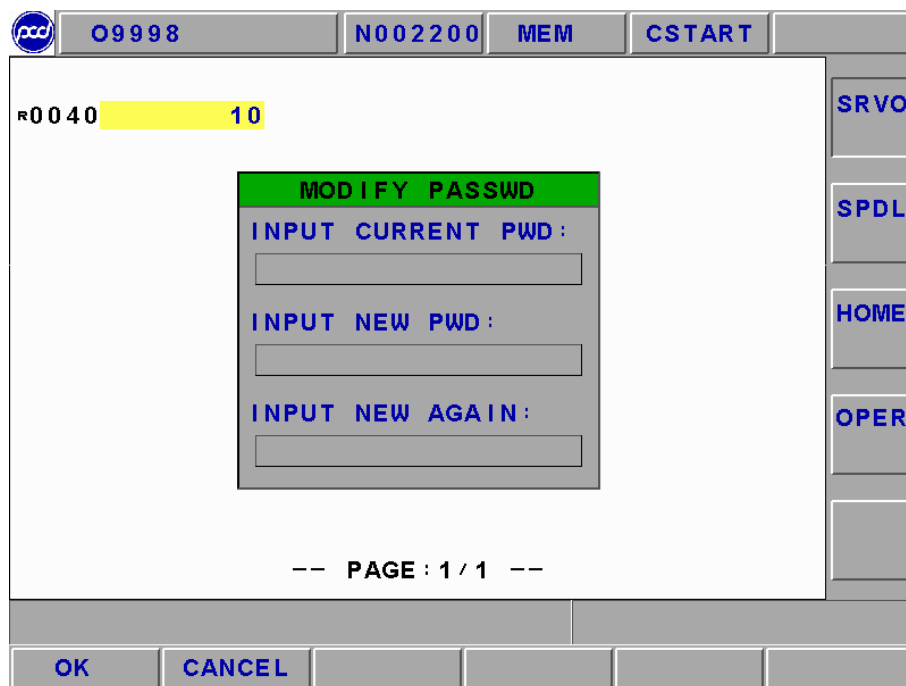 pcd O9998 N002200 MEM CSTART
R0040 10
MODIFY PASSWD
INPUT CURRENT PWD:
INPUT NEW PWD:
INPUT NEW AGAIN:
-- PAGE:1/1 --
SRVO
SPDL
HOME
OPER
OK CANCEL